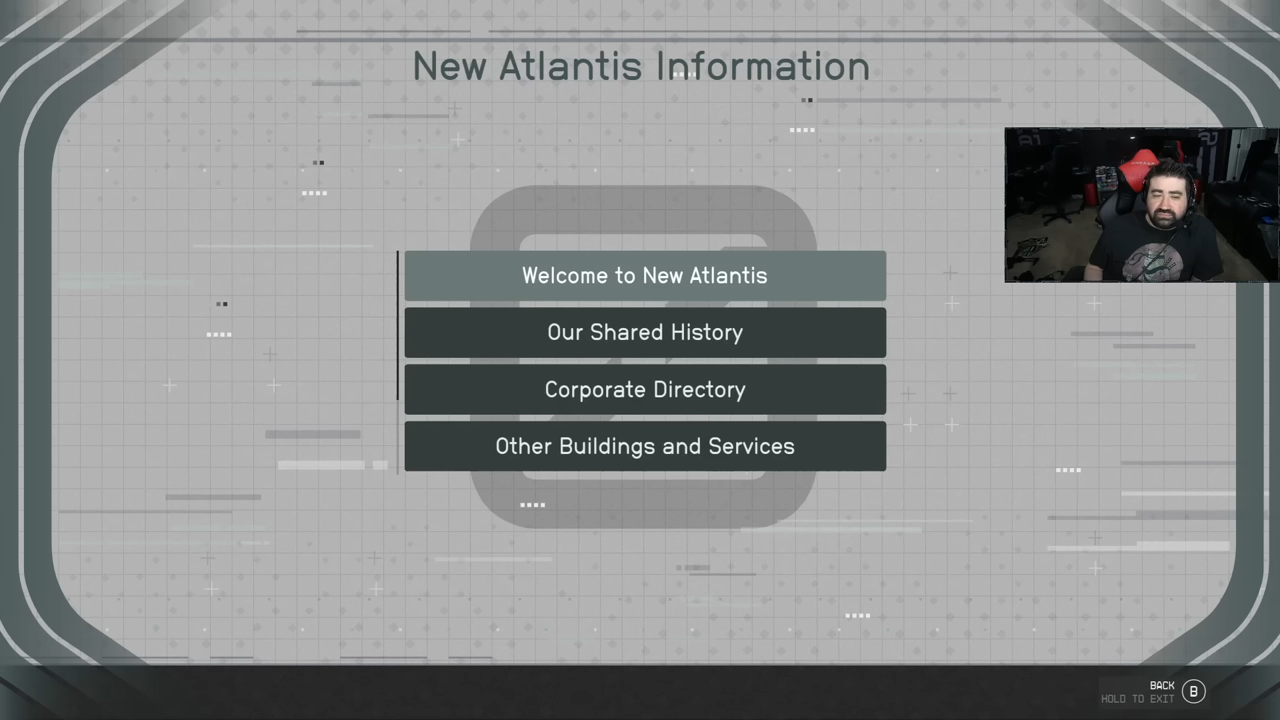 New Atlantis Information
Welcome to New Atlantis
Our Shared History
Corporate Directory
Other Buildings and Services
BACK
HOLD TO EXIT
B